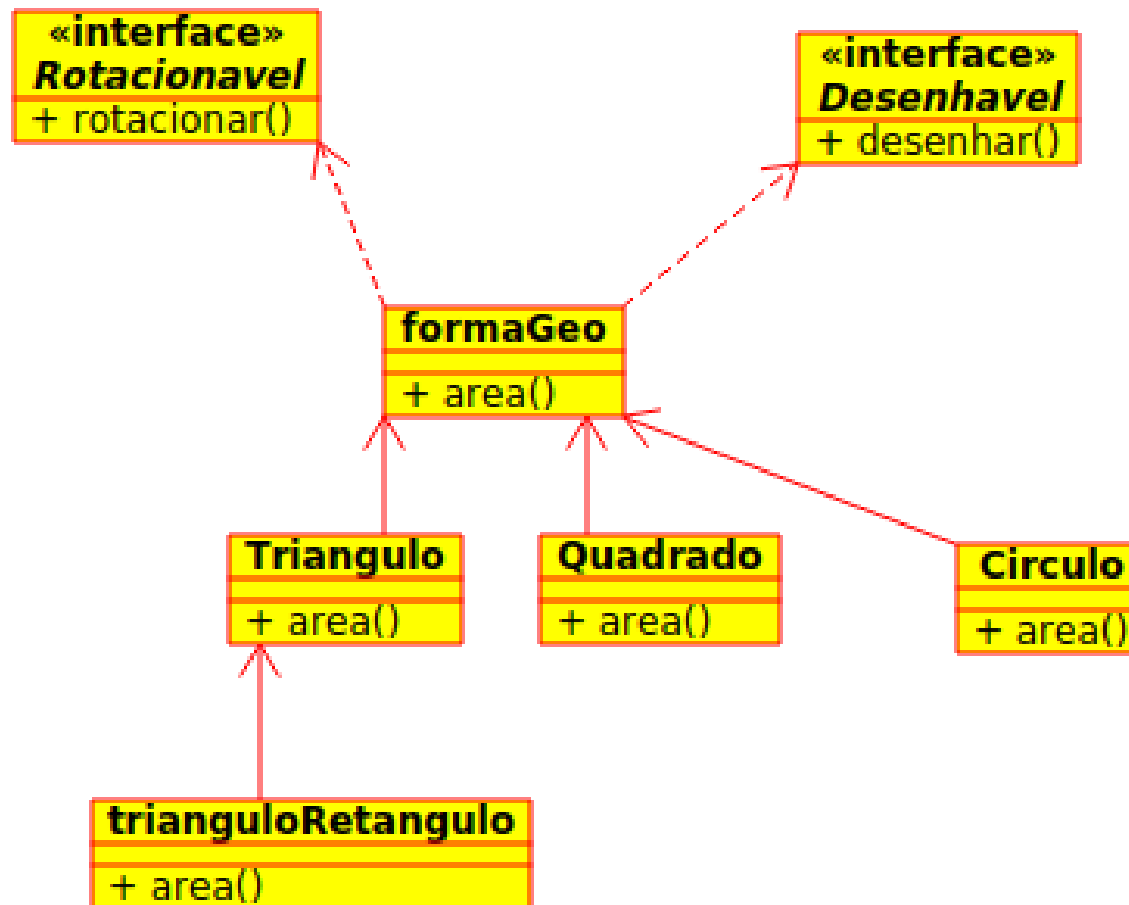 «interface»
Rotacionavel
+ rotacionar()
«interface»
Desenhavel
+ desenhar()
formaGeo
+ area()
Triangulo
+ area()
Quadrado
+ area()
Circulo
+ area()
trianguloRetangulo
+ area()